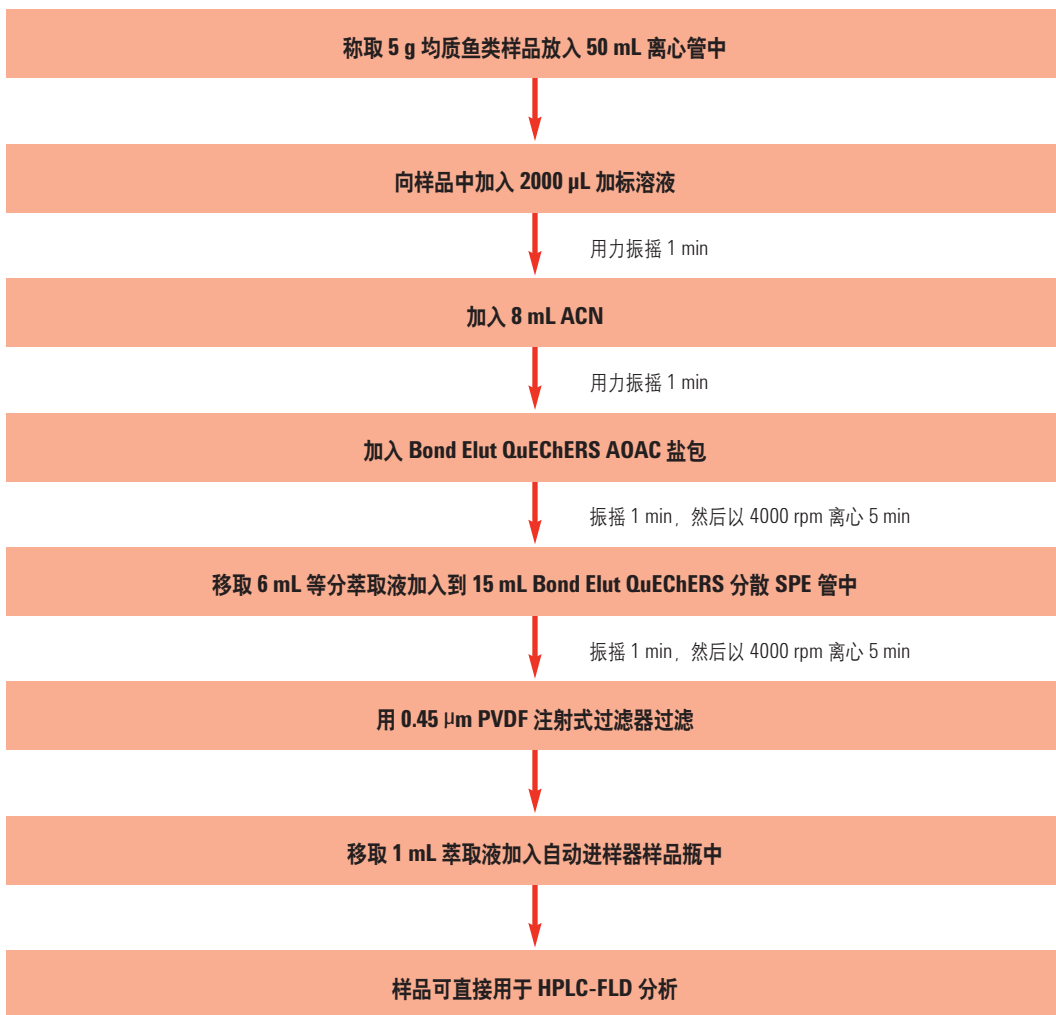 称取 5 g 均质鱼类样品放入 50 mL 离心管中
向样品中加入 2000 µL 加标溶液
用力振摇 1 min
加入 8 mL ACN
用力振摇 1 min
加入 Bond Elut QuEChERS AOAC 盐包
振摇 1 min，然后以 4000 rpm 离心 5 min
移取 6 mL 等分萃取液加入到 15 mL Bond Elut QuEChERS 分散 SPE 管中
振摇 1 min，然后以 4000 rpm 离心 5 min
用 0.45 µm PVDF 注射式过滤器过滤
移取 1 mL 萃取液加入自动进样器样品瓶中
样品可直接用于 HPLC-FLD 分析